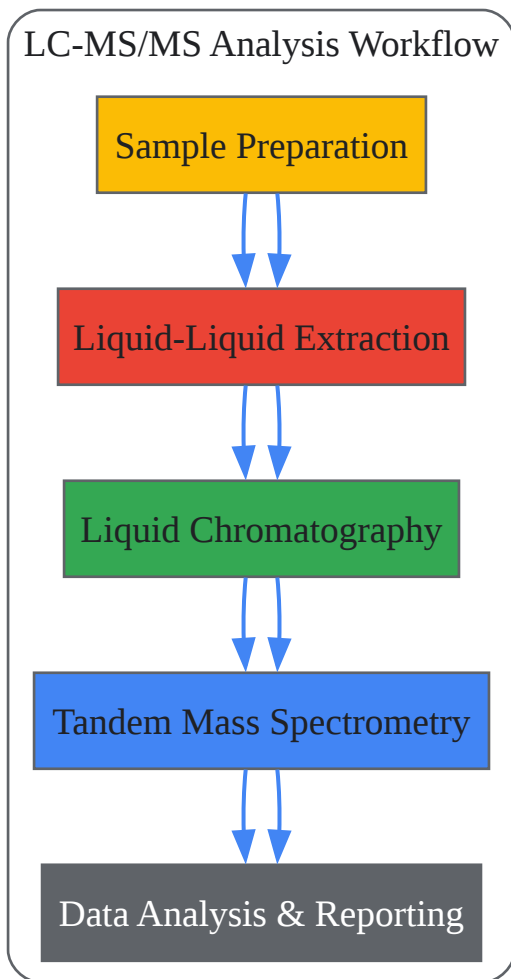 LC-MS/MS Analysis Workflow
Sample Preparation
Liquid-Liquid Extraction
Liquid Chromatography
Tandem Mass Spectrometry
Data Analysis & Reporting